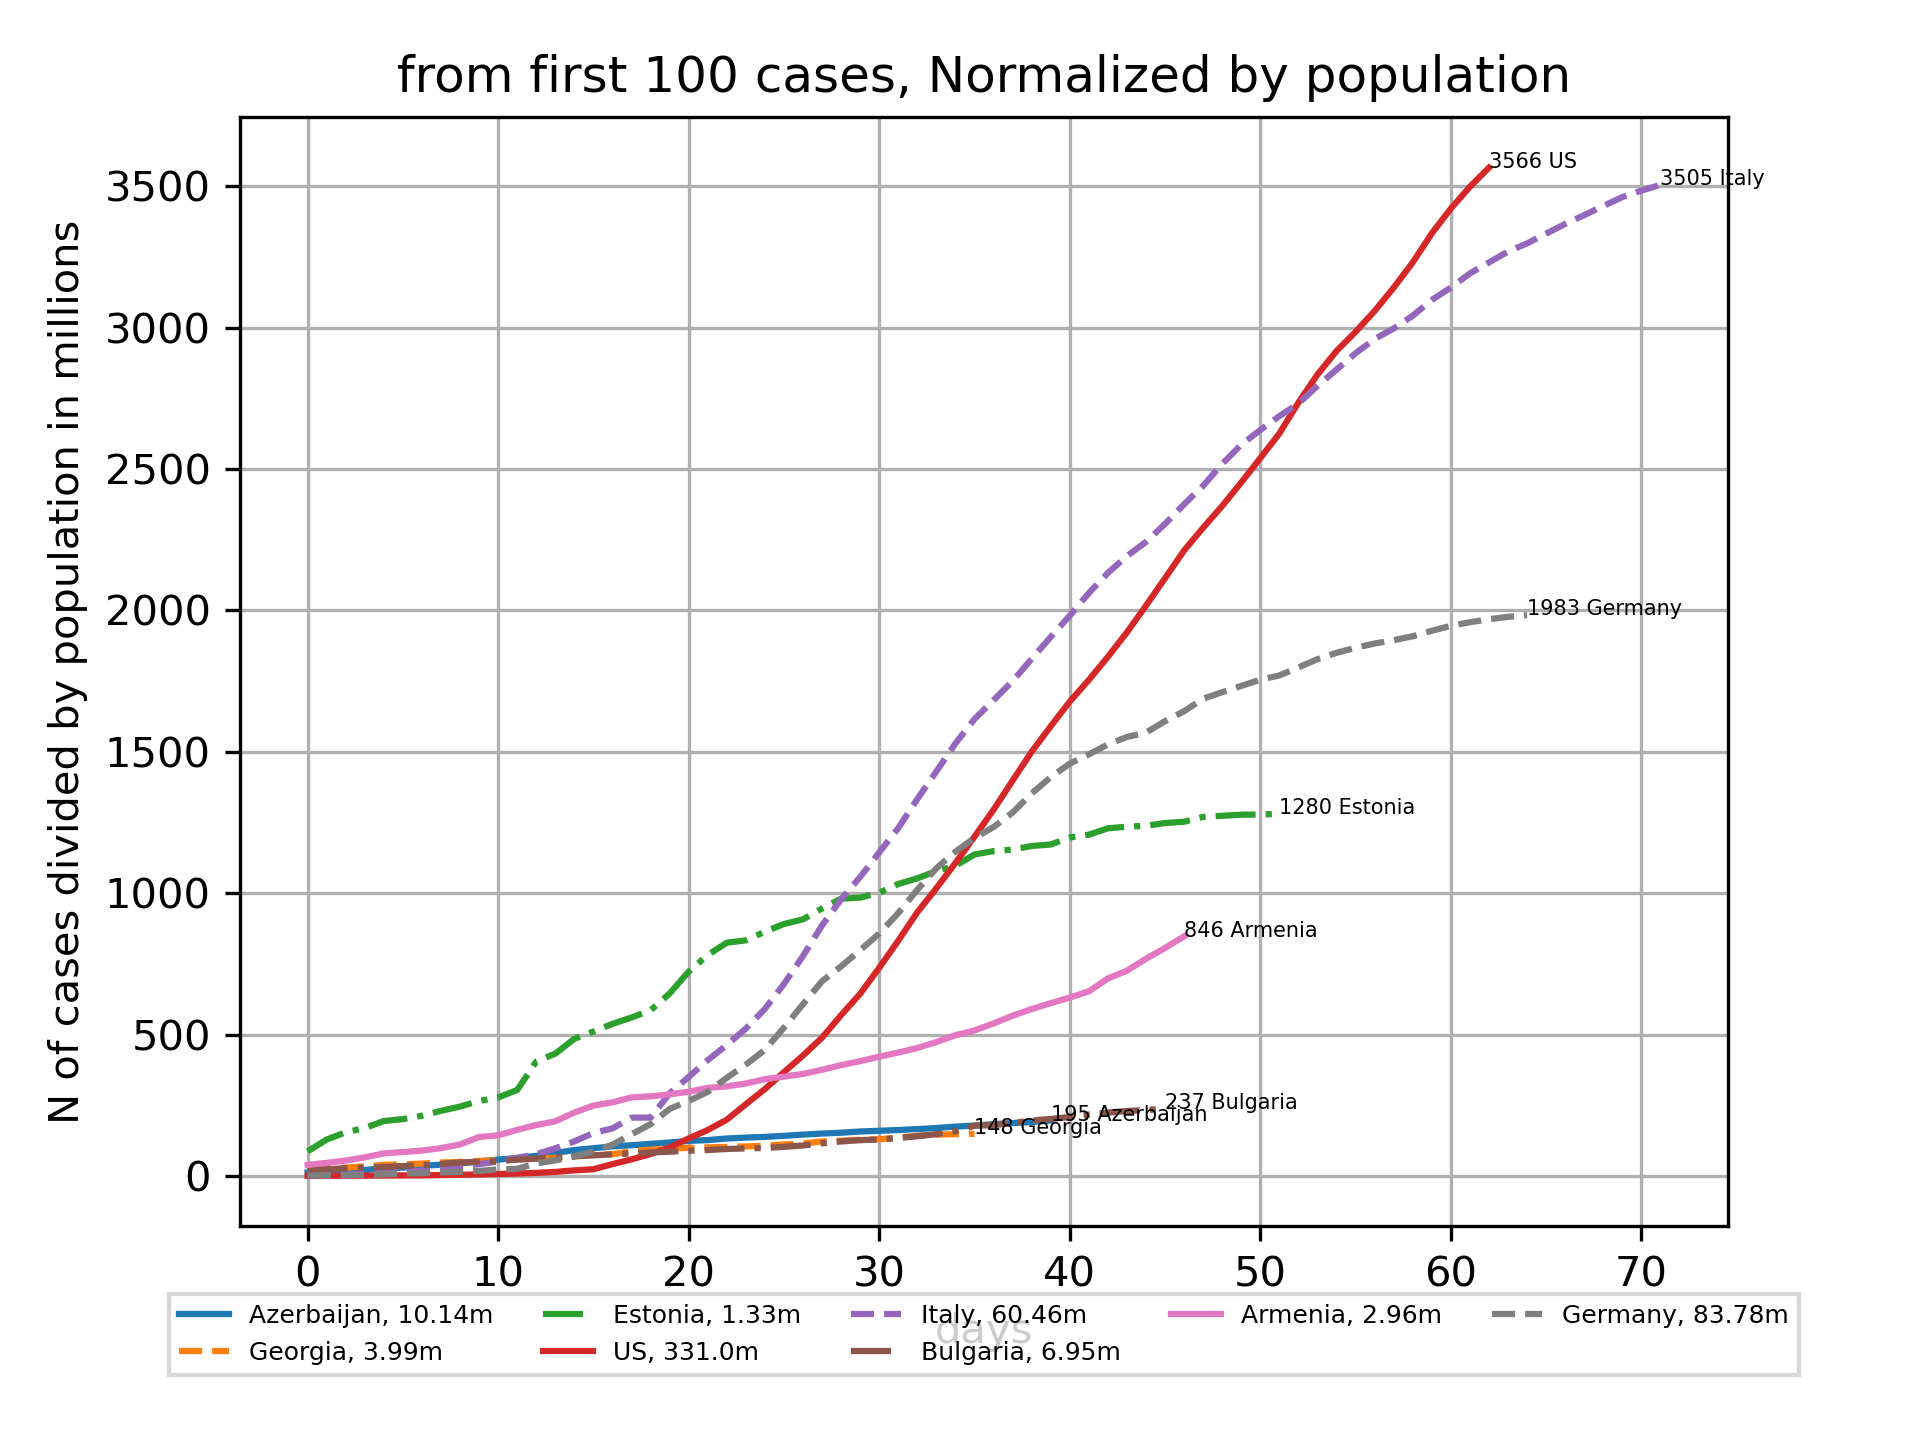 from first 100 cases, Normalized by population
N of cases divided by population in millions
3500
3000
2500
2000
1500
1000
500
0
3566 US
3505 Italy
1983 Germany
1280 Estonia
846 Armenia
237 Bulgaria
195 Azerbaijan
148 Georgia
0 10 20 30 40 50 60 70
days
Azerbaijan, 10.14m Estonia, 1.33m Italy, 60.46m Armenia, 2.96m Germany, 83.78m
Georgia, 3.99m US, 331.0m Bulgaria, 6.95m